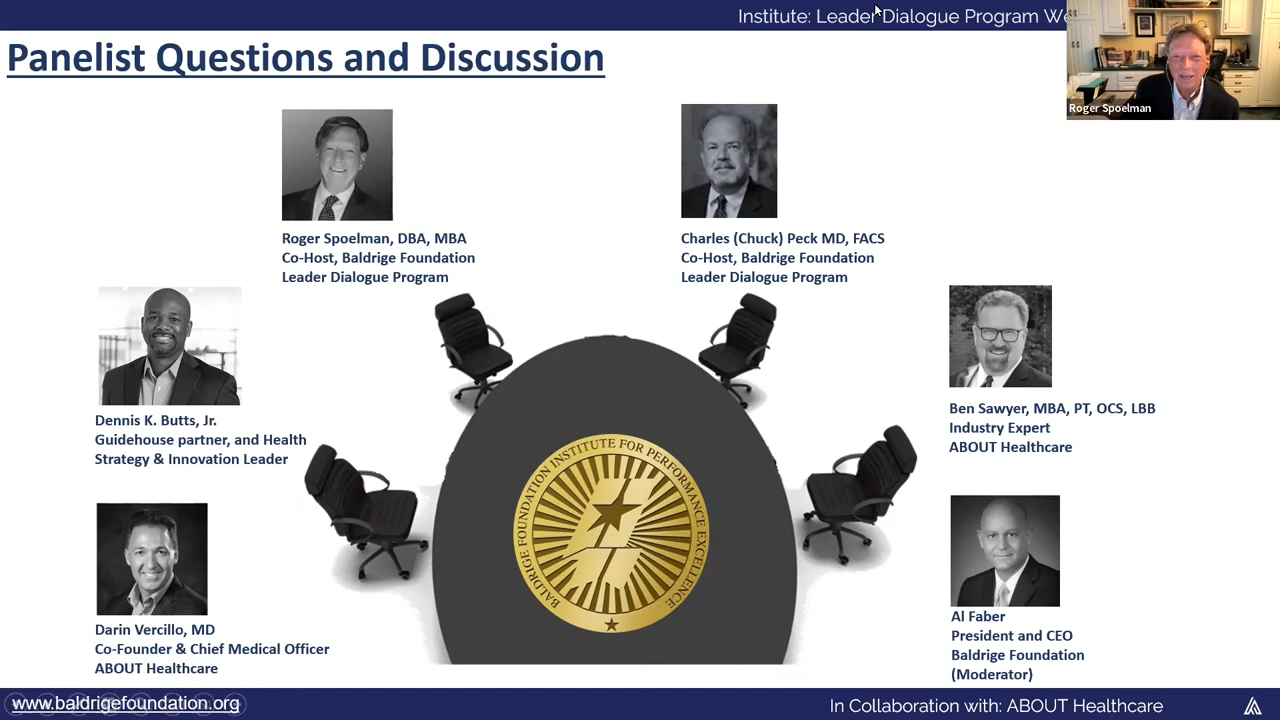 Institute: Leader Dialogue Program We
Roger Spoelman
Panelist Questions and Discussion
Roger Spoelman, DBA, MBA
Co-Host, Baldrige Foundation
Leader Dialogue Program
Charles (Chuck) Peck MD, FACS
Co-Host, Baldrige Foundation
Leader Dialogue Program
Dennis K. Butts, Jr.
Guidehouse partner, and Health
Strategy & Innovation Leader
Ben Sawyer, MBA, PT, OCS, LBB
Industry Expert
ABOUT Healthcare
BALDRIGE FOUNDATION INSTITUTE FOR PERFORMANCE EXCELLENCE
Darin Vercillo, MD
Co-Founder & Chief Medical Officer
ABOUT Healthcare
Al Faber
President and CEO
Baldrige Foundation
(Moderator)
www.baldrigefoundation.org
In Collaboration with: ABOUT Healthcare